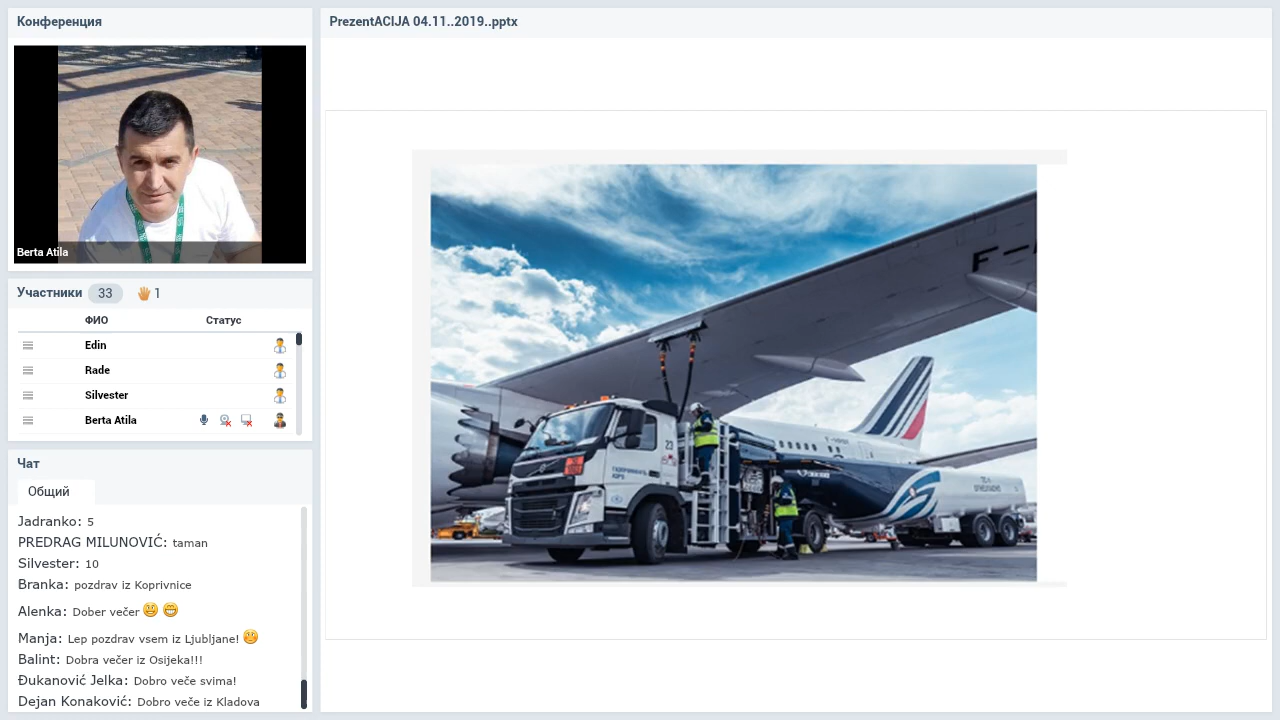 Конференция
Berta Atila
Участники 33 1
ФИО Статус
Edin
Rade
Silvester
Berta Atila
Чат
Общий
Jadranko: 5
PREDRAG MILUNOVIĆ: taman
Silvester: 10
Branka: pozdrav iz Koprivnice
Alenka: Dober večer
Manja: Lep pozdrav vsem iz Ljubljane!
Balint: Dobra večer iz Osijeka!!!
Đukanović Jelka: Dobro veče svima!
Dejan Konaković: Dobro veče iz Kladova
PrezentACIJA 04.11..2019..pptx
23